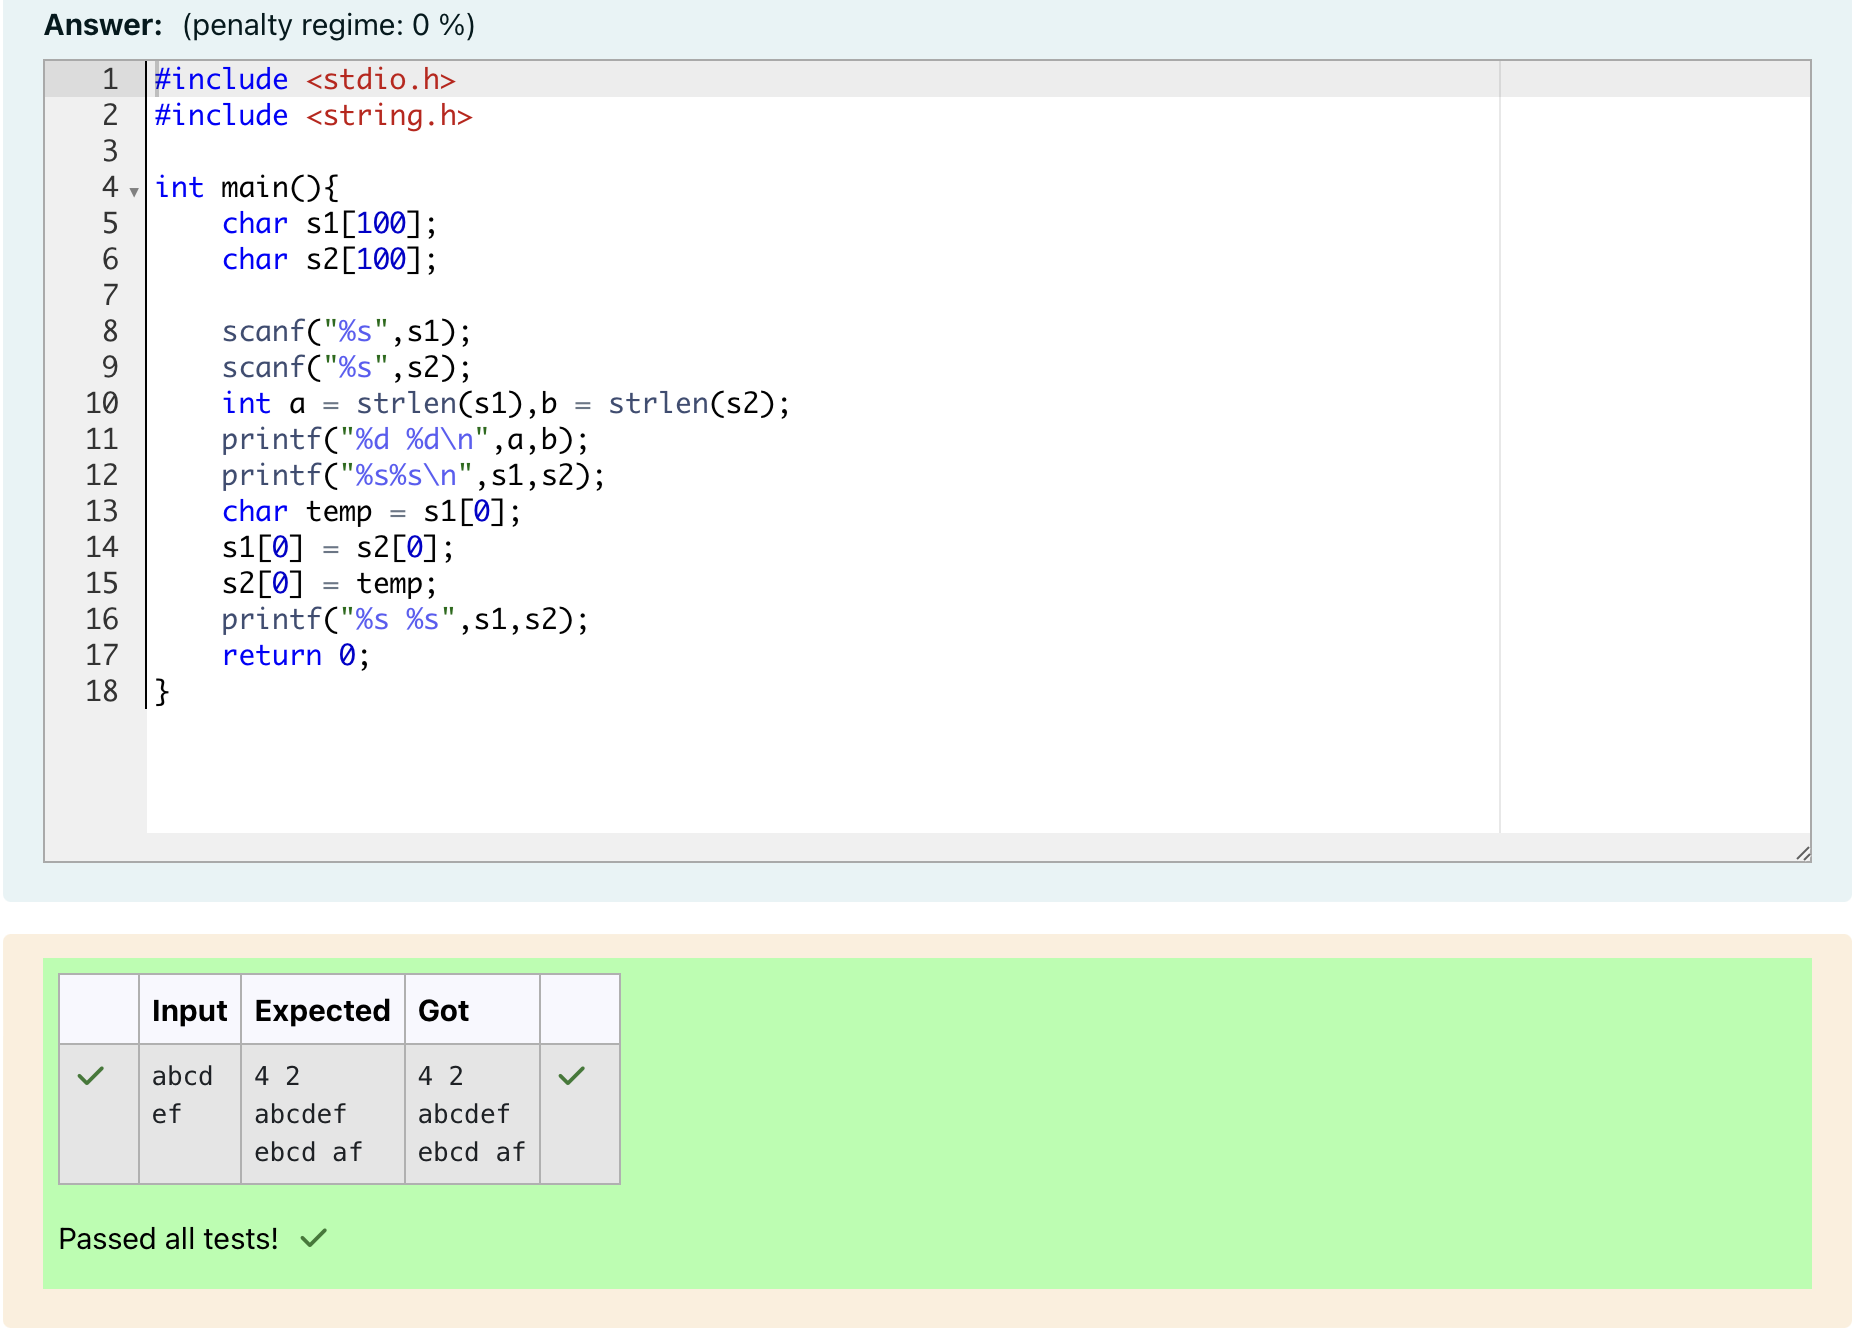 Answer: (penalty regime: 0 %)
1 #include <stdio.h>
2 #include <string.h>
3
4 int main(){
5     char s1[100];
6     char s2[100];
7
8     scanf("%s",s1);
9     scanf("%s",s2);
10     int a = strlen(s1),b = strlen(s2);
11     printf("%d %d\n",a,b);
12     printf("%s%s\n",s1,s2);
13     char temp = s1[0];
14     s1[0] = s2[0];
15     s2[0] = temp;
16     printf("%s %s",s1,s2);
17     return 0;
18 }
Input Expected Got
abcd 4 2 4 2
ef abcdef abcdef
ebcd af ebcd af
Passed all tests!